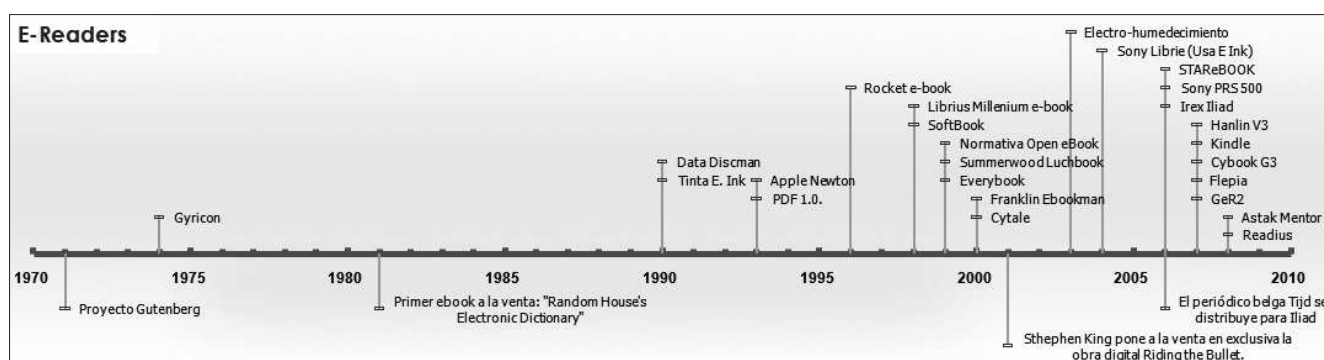 E-Readers
Electro-humedecimiento
Sony Librie (Usa E Ink)
STAReBOOK
Rocket e-book
Sony PRS 500
Librius Millenium e-book
Irex Iliad
SoftBook
Hanlin V3
Normativa Open eBook
Kindle
Data Discman
Summerwood Luchbook
Cybook G3
Tinta E. Ink
Apple Newton
Everybook
Flepia
PDF 1.0.
Franklin Ebookman
GeR2
Gyricon
Cytale
Astak Mentor
Readius
1970
1975
1980
1985
1990
1995
2000
2005
2010
Proyecto Gutenberg
Primer ebook a la venta: "Random House's
Electronic Dictionary"
El periódico belga Tijd se
distribuye para Iliad
Sthephen King pone a la venta en exclusiva la
obra digital Riding the Bullet.